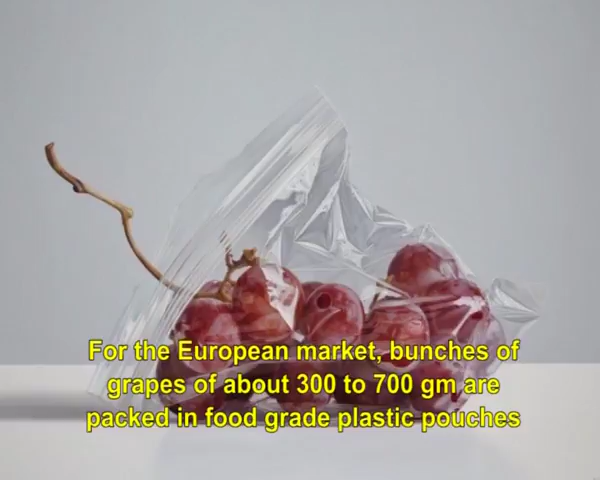 For the European market, bunches of
grapes of about 300 to 700 gm are
packed in food grade plastic pouches